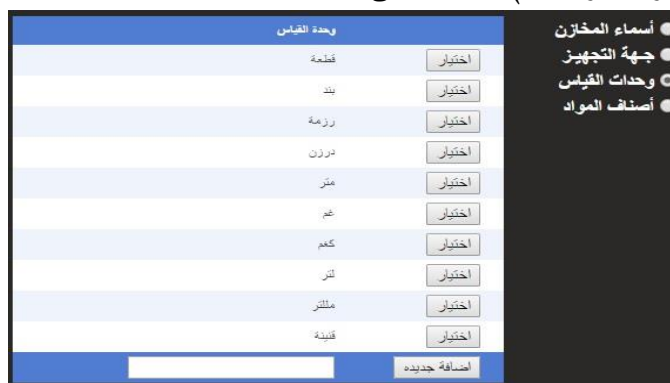 أسماء المخازن
جهة التجهيز
وحدات القياس
أصناف المواد
وحدة القياس
اختيار قطعة
اختيار بند
اختيار رزمة
اختيار درزن
اختيار متر
اختيار غم
اختيار كغم
اختيار لتر
اختيار مللتر
اختيار قنينة
اضافة جديده